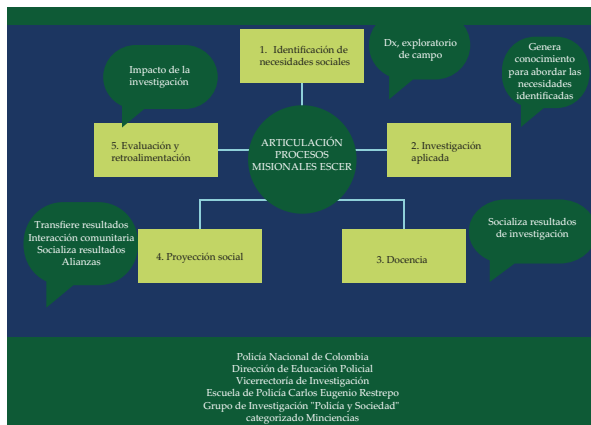 1. Identificación de
necesidades sociales
Dx, exploratorio
de campo
Genera
conocimiento
para abordar las
necesidades
identificadas
Impacto de la
investigación
ARTICULACIÓN
PROCESOS
MISIONALES ESCER
5. Evaluación y
retroalimentación
2. Investigación
aplicada
Transfiere resultados
Interacción comunitaria
Socializa resultados
Alianzas
4. Proyección social
3. Docencia
Socializa resultados
de investigación
Policía Nacional de Colombia
Dirección de Educación Policial
Vicerrectoría de Investigación
Escuela de Policía Carlos Eugenio Restrepo
Grupo de Investigación "Policía y Sociedad"
categorizado Minciencias